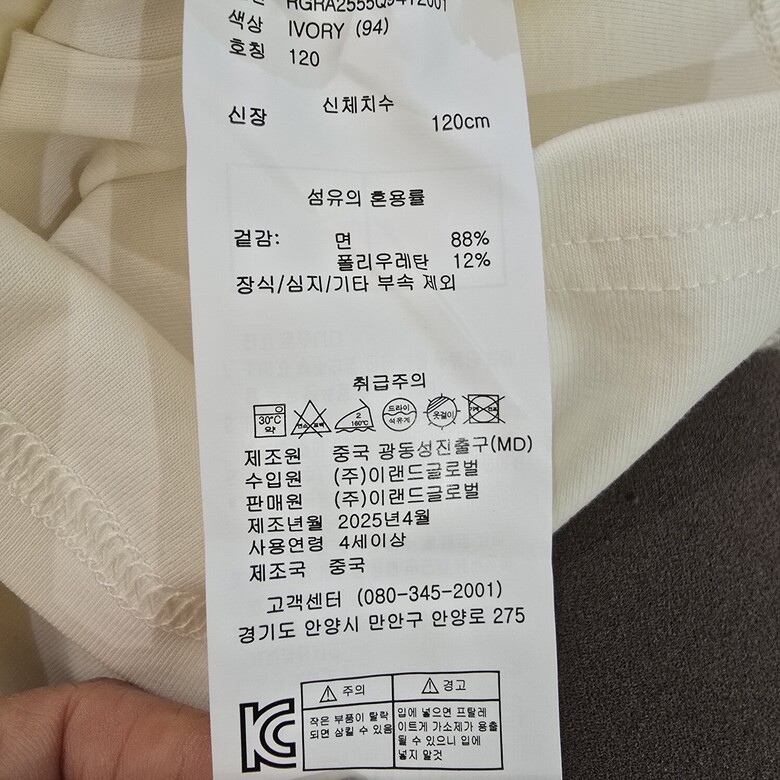 색상 IVORY (94)
호칭 120
신체치수
신장 120cm
섬유의 혼용률
겉감: 면 88%
폴리우레탄 12%
장식/심지/기타 부속 제외
취급주의
30°C 약
2 160°C
드라이 석유계
옷걸이
제조원 중국 광동성진출구(MD)
수입원 (주)이랜드글로벌
판매원 (주)이랜드글로벌
제조년월 2025년4월
사용연령 4세이상
제조국 중국
고객센터 (080-345-2001)
경기도 안양시 만안구 안양로 275
주의
작은 부품이 탈락
되면 삼킬 수 있음
경고
입에 넣으면 프탈레
이트계 가소제가 용출
될 수 있으니 입에
넣지 말것